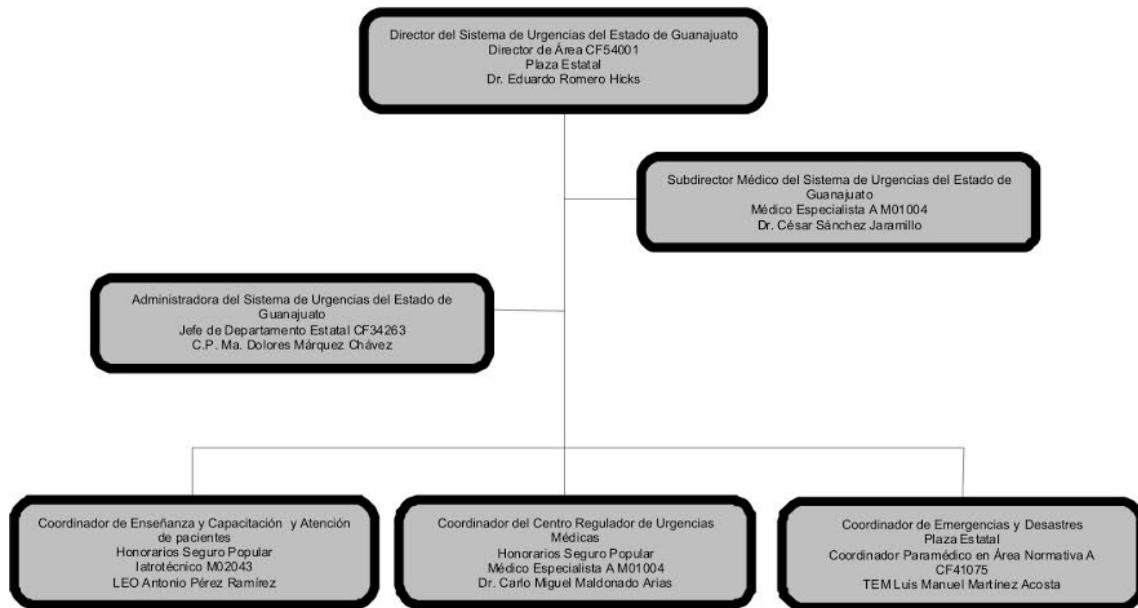 Director del Sistema de Urgencias del Estado de Guanajuato
Director de Área CF54001
Plaza Estatal
Dr. Eduardo Romero Hicks
Subdirector Médico del Sistema de Urgencias del Estado de
Guanajuato
Médico Especialista A M01004
Dr. César Sánchez Jaramillo
Administradora del Sistema de Urgencias del Estado de
Guanajuato
Jefe de Departamento Estatal CF34263
C.P. Ma. Dolores Márquez Chávez
Coordinador de Enseñanza y Capacitación y Atención
de pacientes
Honorarios Seguro Popular
Iatrotécnico M02043
LEO Antonio Pérez Ramírez
Coordinador del Centro Regulador de Urgencias
Médicas
Honorarios Seguro Popular
Médico Especialista A M01004
Dr. Carlo Miguel Maldonado Arias
Coordinador de Emergencias y Desastres
Plaza Estatal
Coordinador Paramédico en Área Normativa A
CF41075
TEM Luis Manuel Martínez Acosta